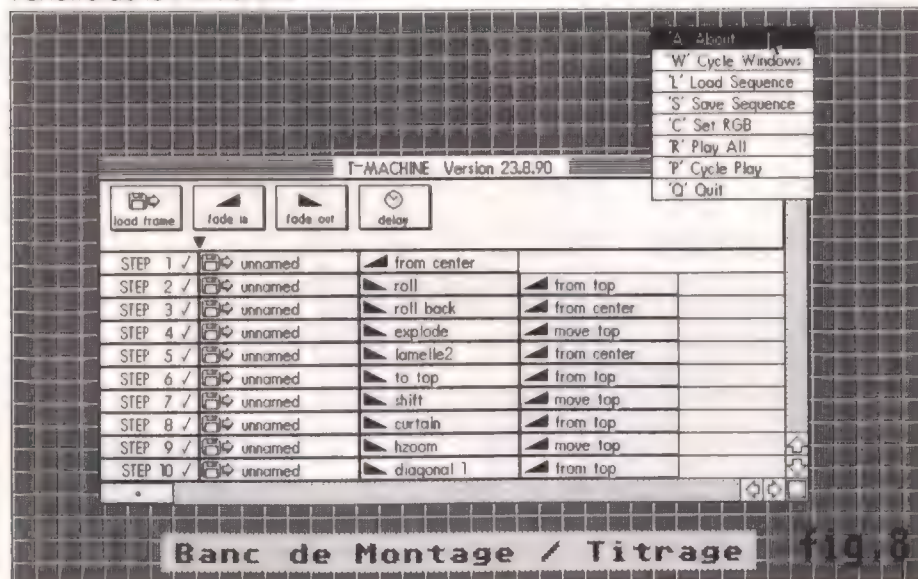 'A' About
'W' Cycle Windows
'L' Load Sequence
'S' Save Sequence
'C' Set RGB
'R' Play All
'P' Cycle Play
'Q' Quit
T-MACHINE Version 23.8.90
load frame
fade in
fade out
delay
STEP 1 ✓ unnamed from center
STEP 2 ✓ unnamed roll from top
STEP 3 ✓ unnamed roll back from center
STEP 4 ✓ unnamed explode move top
STEP 5 ✓ unnamed lamelle2 from center
STEP 6 ✓ unnamed to top from top
STEP 7 ✓ unnamed shift move top
STEP 8 ✓ unnamed curtain from top
STEP 9 ✓ unnamed hzoom move top
STEP 10 ✓ unnamed diagonal 1 from top
Banc de Montage / Titrage
fig.8